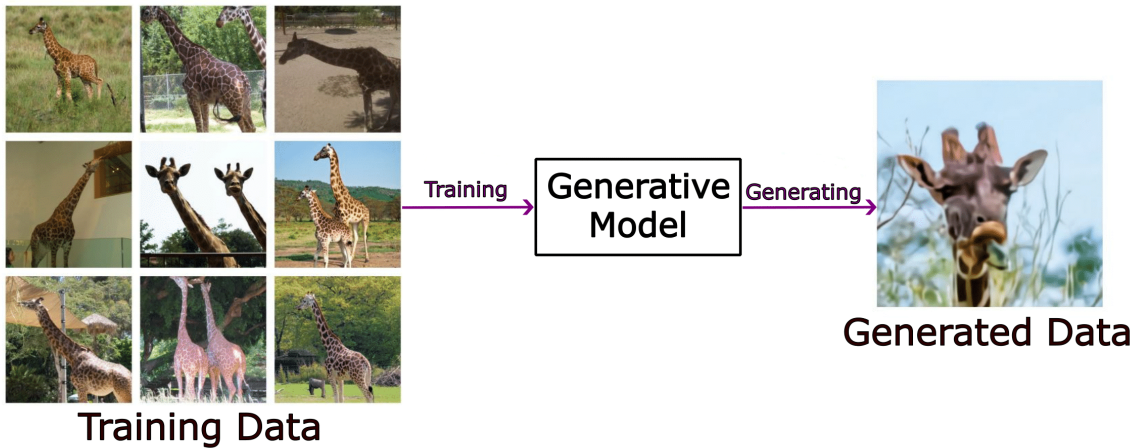 Training
Generative
Model
Generating
Generated Data
Training Data